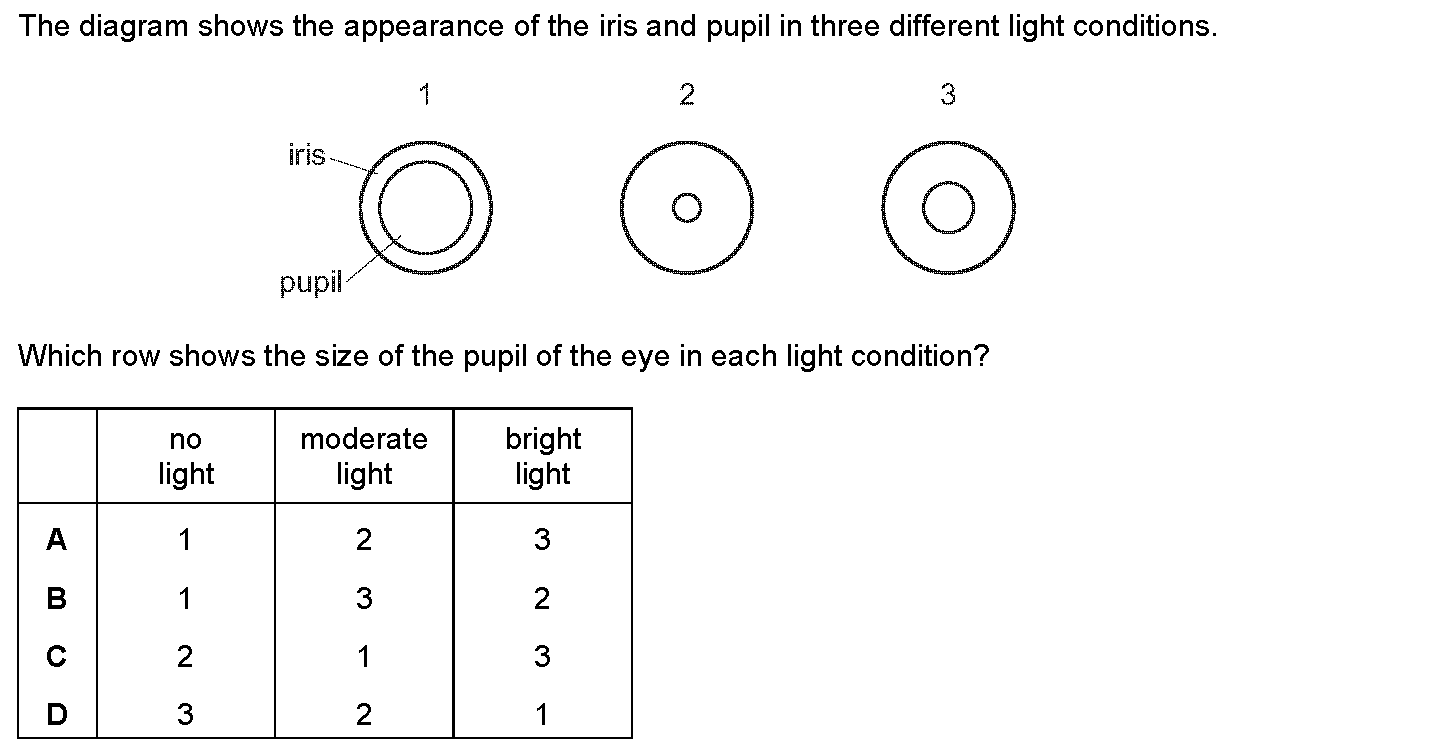 The diagram shows the appearance of the iris and pupil in three different light conditions.
1 2 3
iris
pupil
Which row shows the size of the pupil of the eye in each light condition?
no light moderate light bright light
A 1 2 3
B 1 3 2
C 2 1 3
D 3 2 1